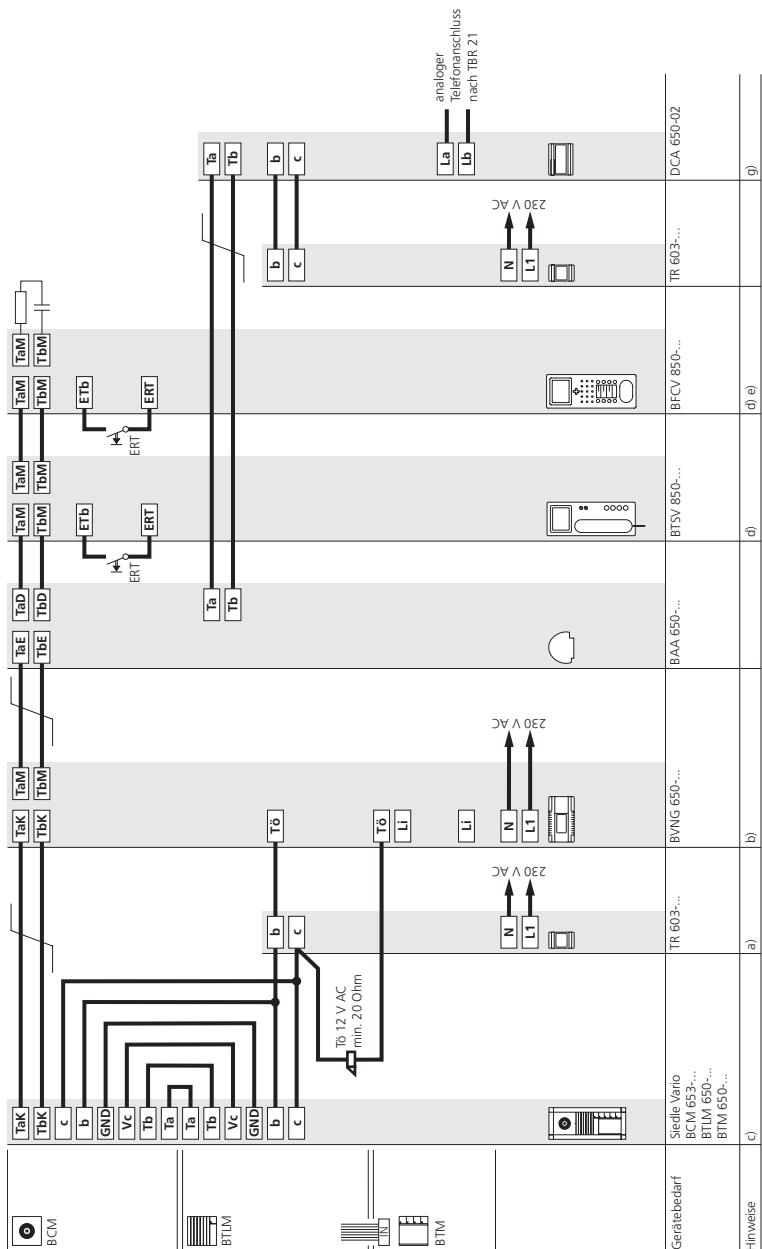 BCM
BTLM
IN
BTM
Gerätebedarf
Hinweise
TaK
TbK
c
b
GND
Vc
Tb
Ta
Ta
Tb
Vc
GND
b
c
Siedle Vario
BCM 653-...
BTLM 650-...
BTM 650-...
c)
Tö 12 V AC
min. 20 Ohm
b
c
N
L1
230 V AC
TR 603-...
a)
TaK TaM
TbK TbM
Tö
Tö
Li
Li
N
L1
230 V AC
BVNG 650-...
b)
TaE TaD
TbE TbD
Ta
Tb
BAA 650-...
ERT
TaM TaM
TbM TbM
ETb
ERT
BTSV 850-...
d)
ERT
TaM TaM
TbM TbM
ETb
ERT
BFCV 850-...
d) e)
b
c
N
L1
230 V AC
TR 603-...
Ta
Tb
b
c
La
Lb
analoger
Telefonanschluss
nach TBR 21
DCA 650-02
g)